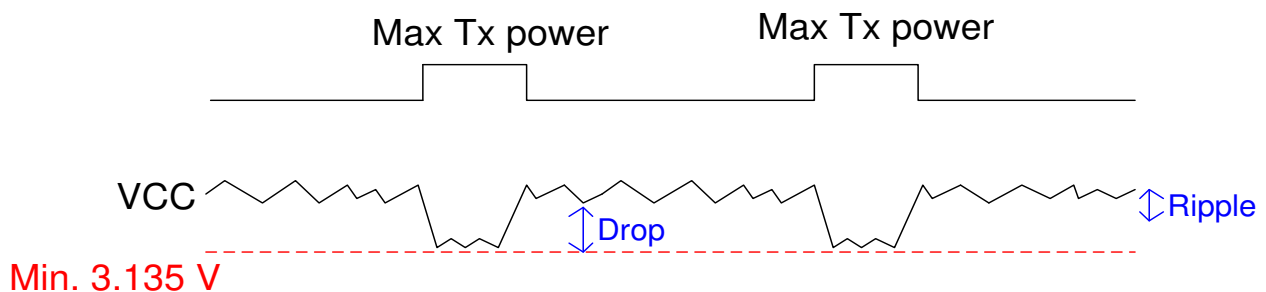 Max Tx power
Max Tx power
VCC
Ripple
Drop
Min. 3.135 V